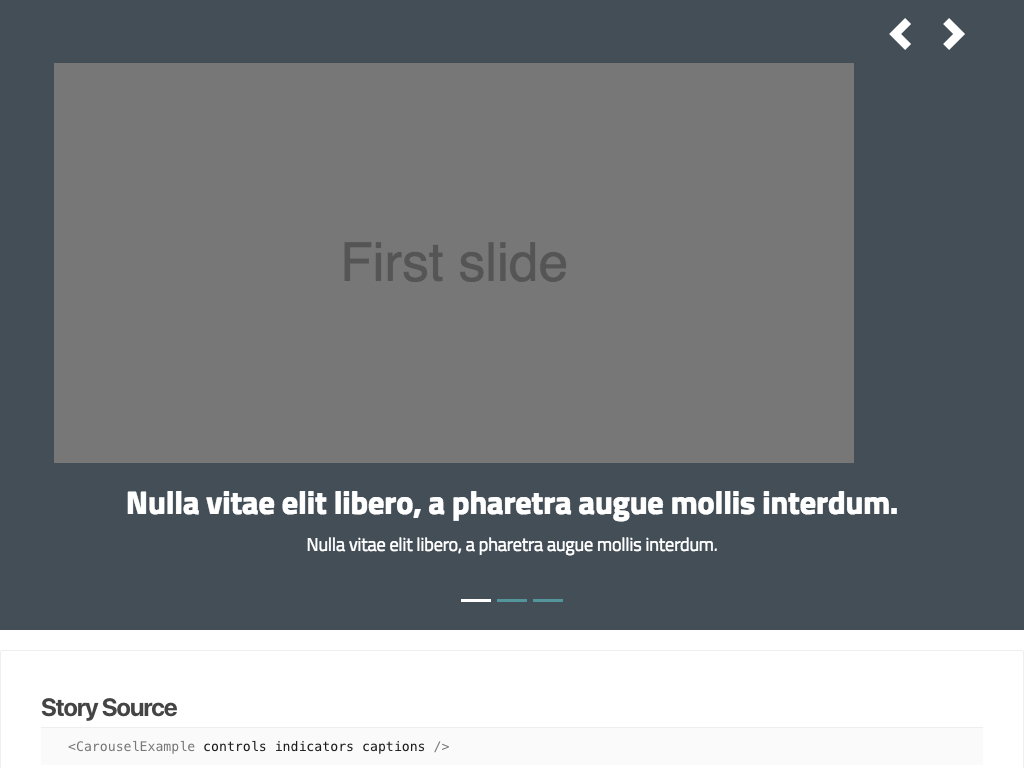 First slide
Nulla vitae elit libero, a pharetra augue mollis interdum.
Nulla vitae elit libero, a pharetra augue mollis interdum.
Story Source
<CarouselExample controls indicators captions />